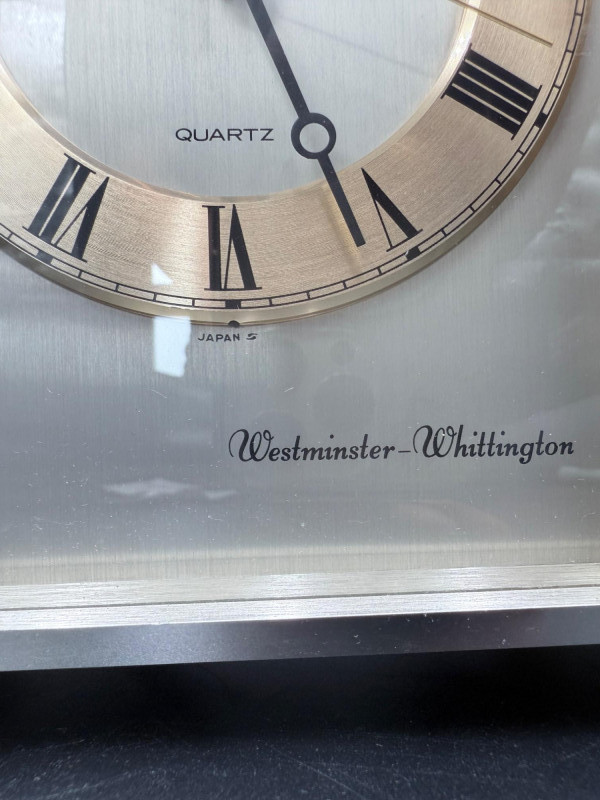 IIII
QUARTZ
V
VI
VII
JAPAN S
Westminster-Whittington